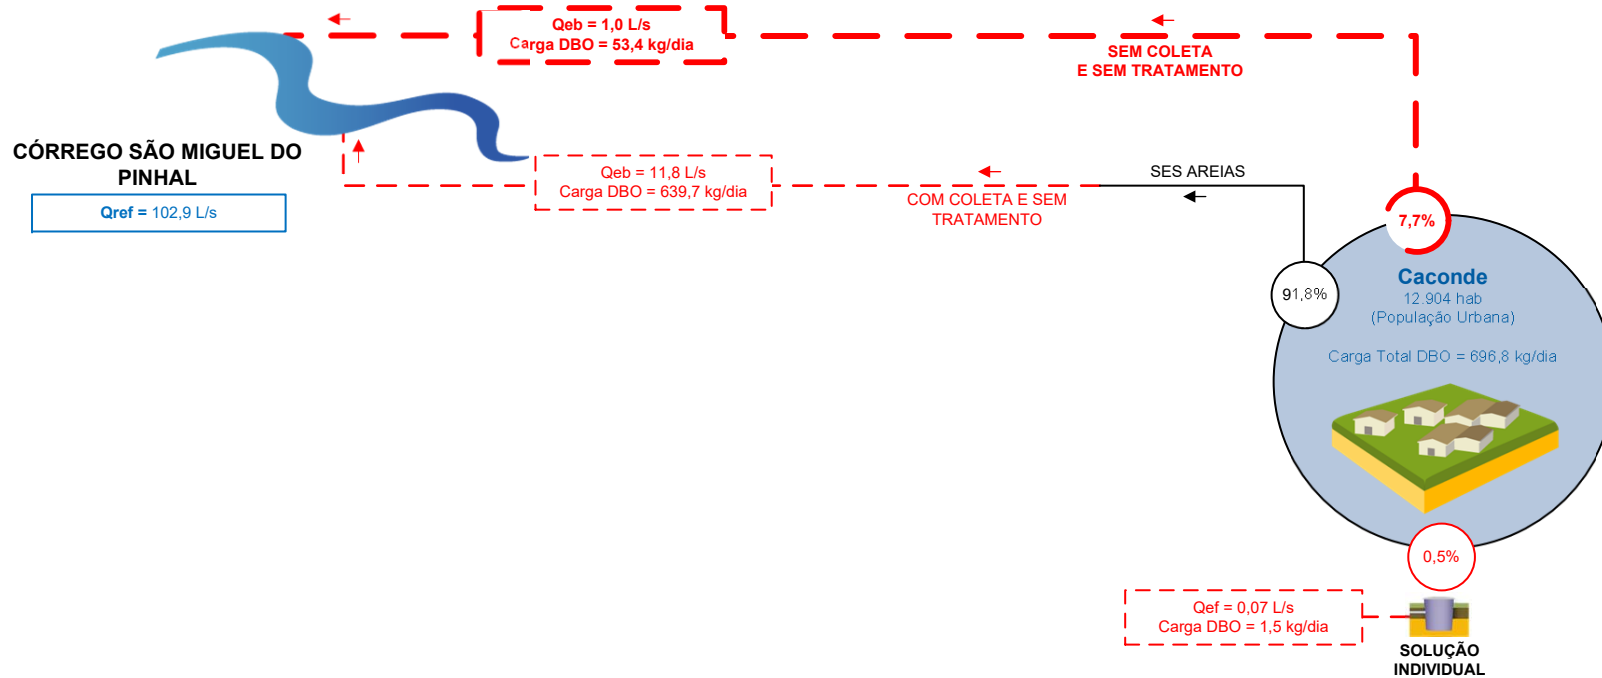 Qeb = 1,0 L/s
Carga DBO = 53,4 kg/dia
SEM COLETA
E SEM TRATAMENTO
CÓRREGO SÃO MIGUEL DO
PINHAL
Qref = 102,9 L/s
Qeb = 11,8 L/s
Carga DBO = 639,7 kg/dia
COM COLETA E SEM
TRATAMENTO
SES AREIAS
7,7%
91,8%
Caconde
12.904 hab
(População Urbana)
Carga Total DBO = 696,8 kg/dia
0,5%
Qef = 0,07 L/s
Carga DBO = 1,5 kg/dia
SOLUÇÃO
INDIVIDUAL